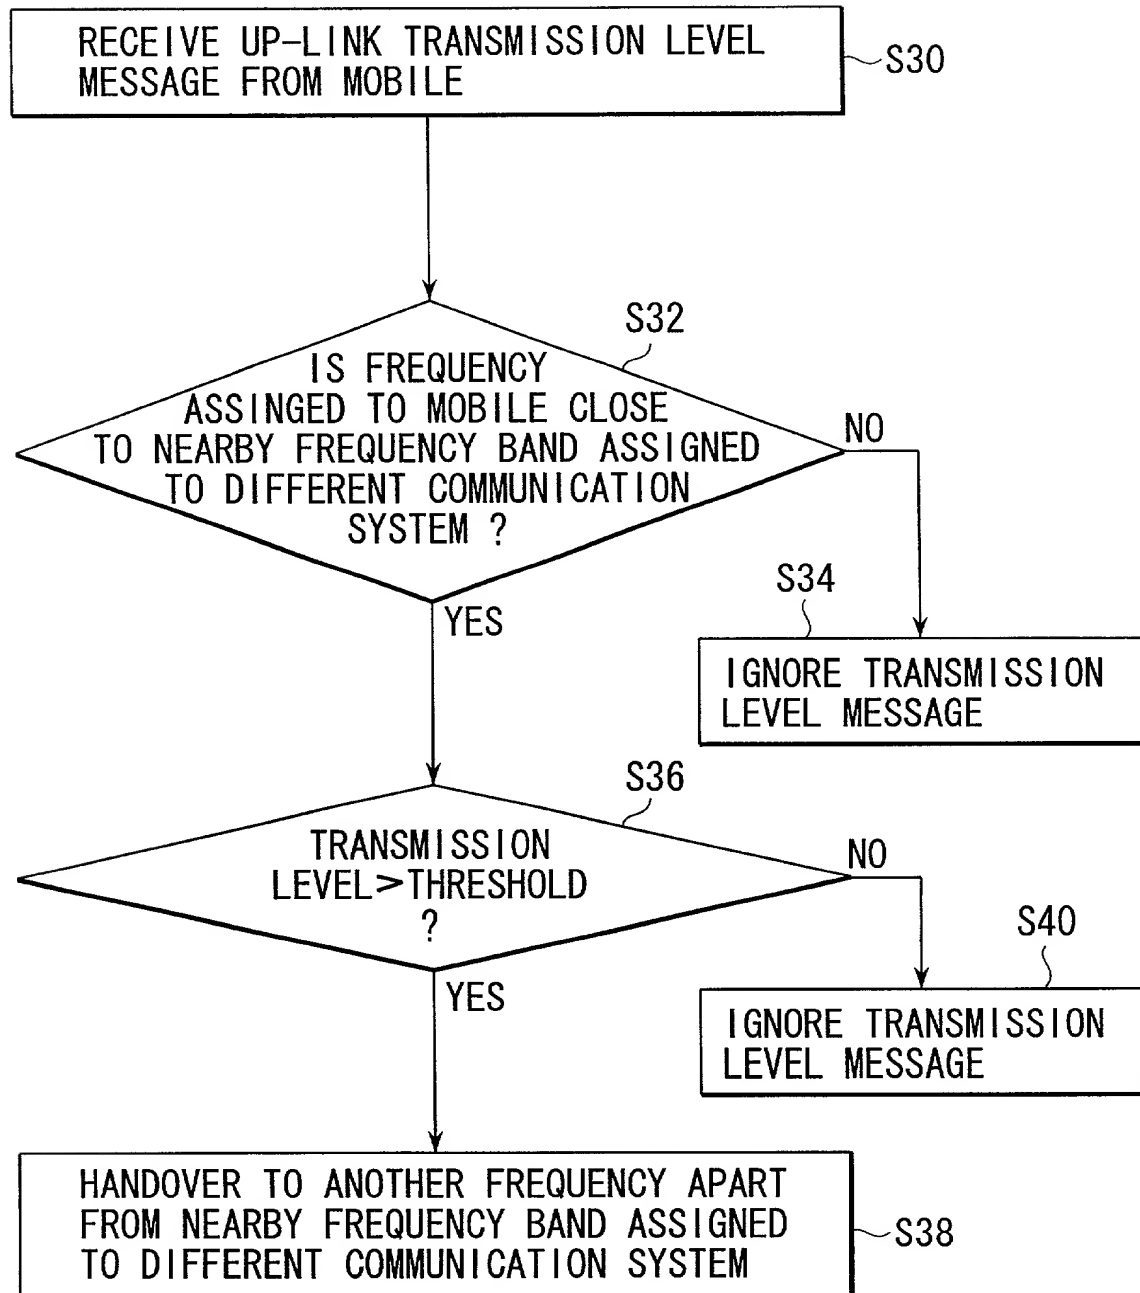 RECEIVE UP-LINK TRANSMISSION LEVEL
MESSAGE FROM MOBILE
S30
S32
IS FREQUENCY
ASSINGED TO MOBILE CLOSE
TO NEARBY FREQUENCY BAND ASSIGNED
TO DIFFERENT COMMUNICATION
SYSTEM ?
NO
YES
S34
IGNORE TRANSMISSION
LEVEL MESSAGE
S36
TRANSMISSION
LEVEL>THRESHOLD
?
NO
YES
S40
IGNORE TRANSMISSION
LEVEL MESSAGE
HANDOVER TO ANOTHER FREQUENCY APART
FROM NEARBY FREQUENCY BAND ASSIGNED
TO DIFFERENT COMMUNICATION SYSTEM
S38